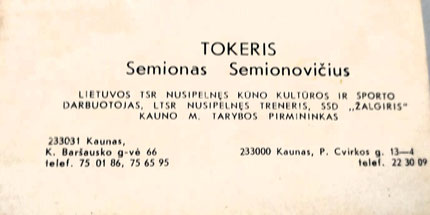 TOKERIS
Semionas Semionovičius
LIETUVOS TSR NUSIPELNĘS KŪNO KULTŪROS IR SPORTO
DARBUOTOJAS, LTSR NUSIPELNĘS TRENERIS, SSD „ŽALGIRIS"
KAUNO M. TARYBOS PIRMININKAS
233031 Kaunas,
K. Baršausko g-vė 66
telef. 75 01 86, 75 65 95
233000 Kaunas, P. Cvirkos g. 13—4
telef. 22 30 09